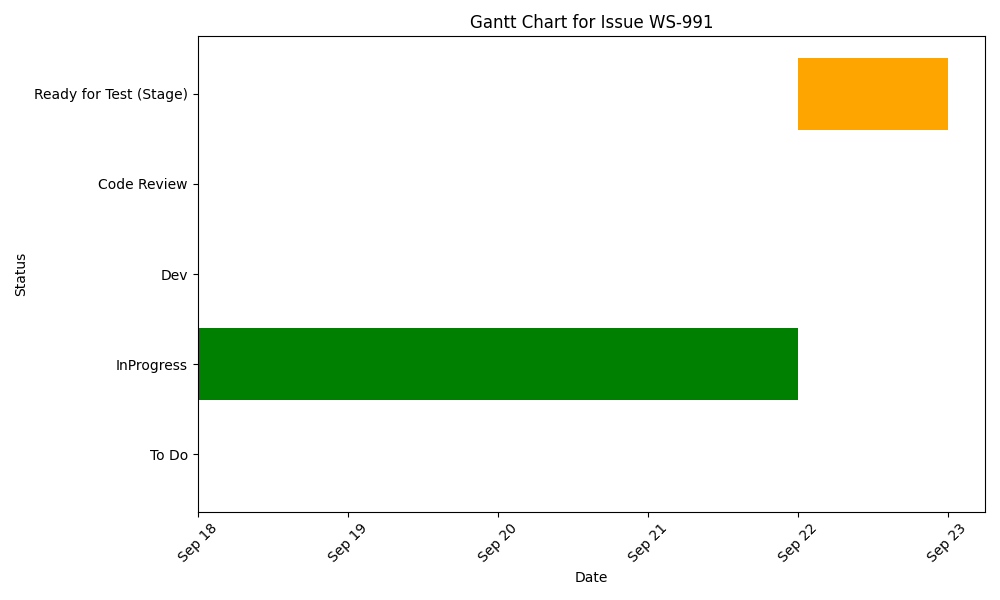 Gantt Chart for Issue WS-991
Ready for Test (Stage)
Code Review
Dev
InProgress
To Do
Status
Sep 18
Sep 19
Sep 20
Sep 21
Sep 22
Sep 23
Date